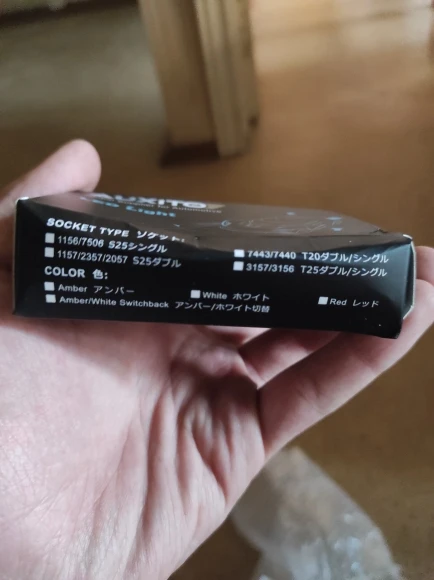 AUXITO
Light
SOCKET TYPE ソケット:
1156/7506 S25シングル
7443/7440 T20ダブル/シングル
1157/2357/2057 S25ダブル
3157/3156 T25ダブル/シングル
COLOR 色:
Amber アンバー
White ホワイト
Red レッド
Amber/White Switchback アンバー/ホワイト切替